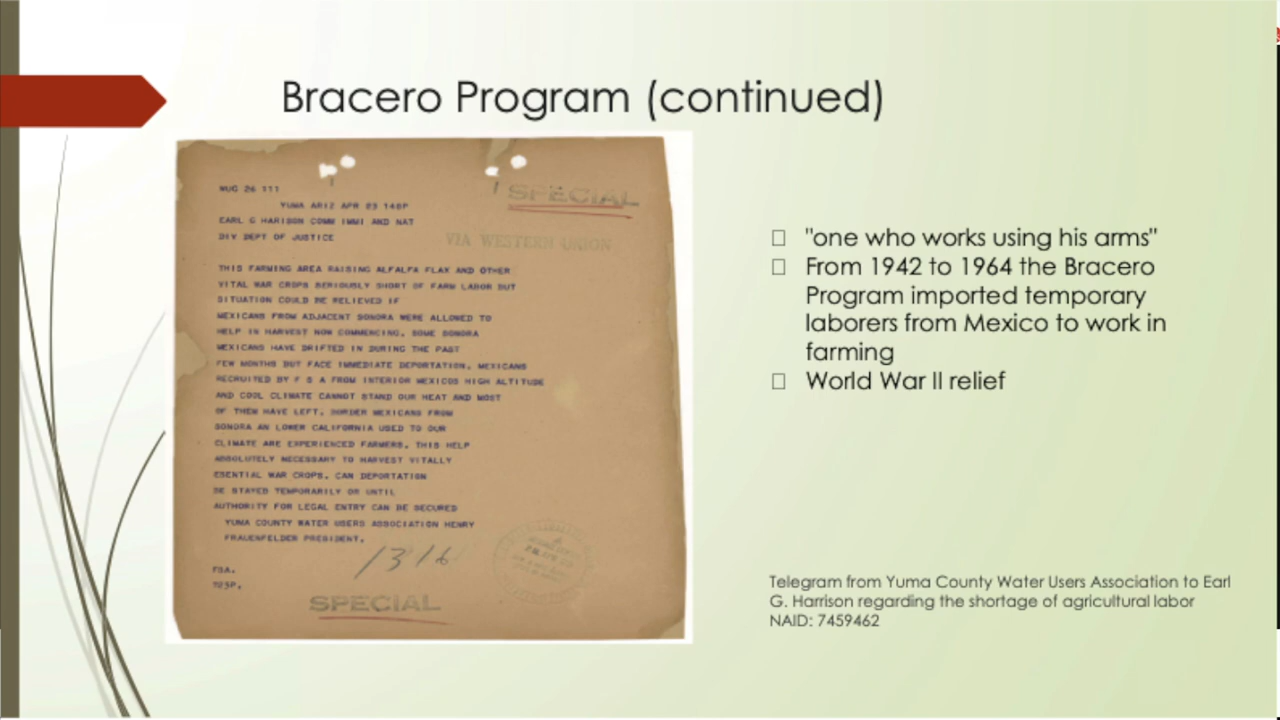 Bracero Program (continued)
WUG 26 111
SPECIAL
YUMA ARIZ APR 23 148P
EARL G HARISON COMM IMMI AND NAT
DIV DEPT OF JUSTICE
VIA WESTERN UNION
THIS FARMING AREA RAISING ALFALFA FLAX AND OTHER
VITAL WAR CROPS SERIOUSLY SHORT OF FARM LABOR BUT
SITUATION COULD BE RELIEVED IF
MEXICANS FROM ADJACENT SONORA WERE ALLOWED TO
HELP IN HARVEST NOW COMMENCING. SOME SONORA
MEXICANS HAVE DRIFTED IN DURING THE PAST
FEW MONTHS BUT FACE IMMEDIATE DEPORTATION. MEXICANS
RECRUITED BY F S A FROM INTERIOR MEXICOS HIGH ALTITUDE
AND COOL CLIMATE CANNOT STAND OUR HEAT AND MOST
OF THEM HAVE LEFT. BORDER MEXICANS FROM
SONORA AN LOWER CALIFORNIA USED TO OUR
CLIMATE ARE EXPERIENCED FARMERS. THIS HELP
ABSOLUTELY NECESSARY TO HARVEST VITALLY
ESENTIAL WAR CROPS. CAN DEPORTATION
BE STAYED TEMPORARILY OR UNTIL
AUTHORITY FOR LEGAL ENTRY CAN BE SECURED
YUMA COUNTY WATER USERS ASSOCIATION HENRY
FRAUENFELDER PRESIDENT.
1316
FSA.
523P.
SPECIAL
"one who works using his arms"
From 1942 to 1964 the Bracero
Program imported temporary
laborers from Mexico to work in
farming
World War II relief
Telegram from Yuma County Water Users Association to Earl
G. Harrison regarding the shortage of agricultural labor
NAID: 7459462